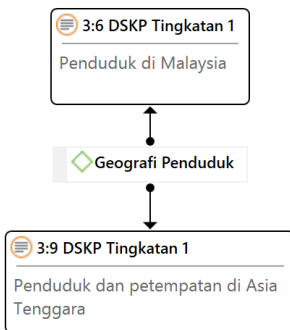 3:6 DSKP Tingkatan 1
Penduduk di Malaysia
Geografi Penduduk
3:9 DSKP Tingkatan 1
Penduduk dan petempatan di Asia
Tenggara